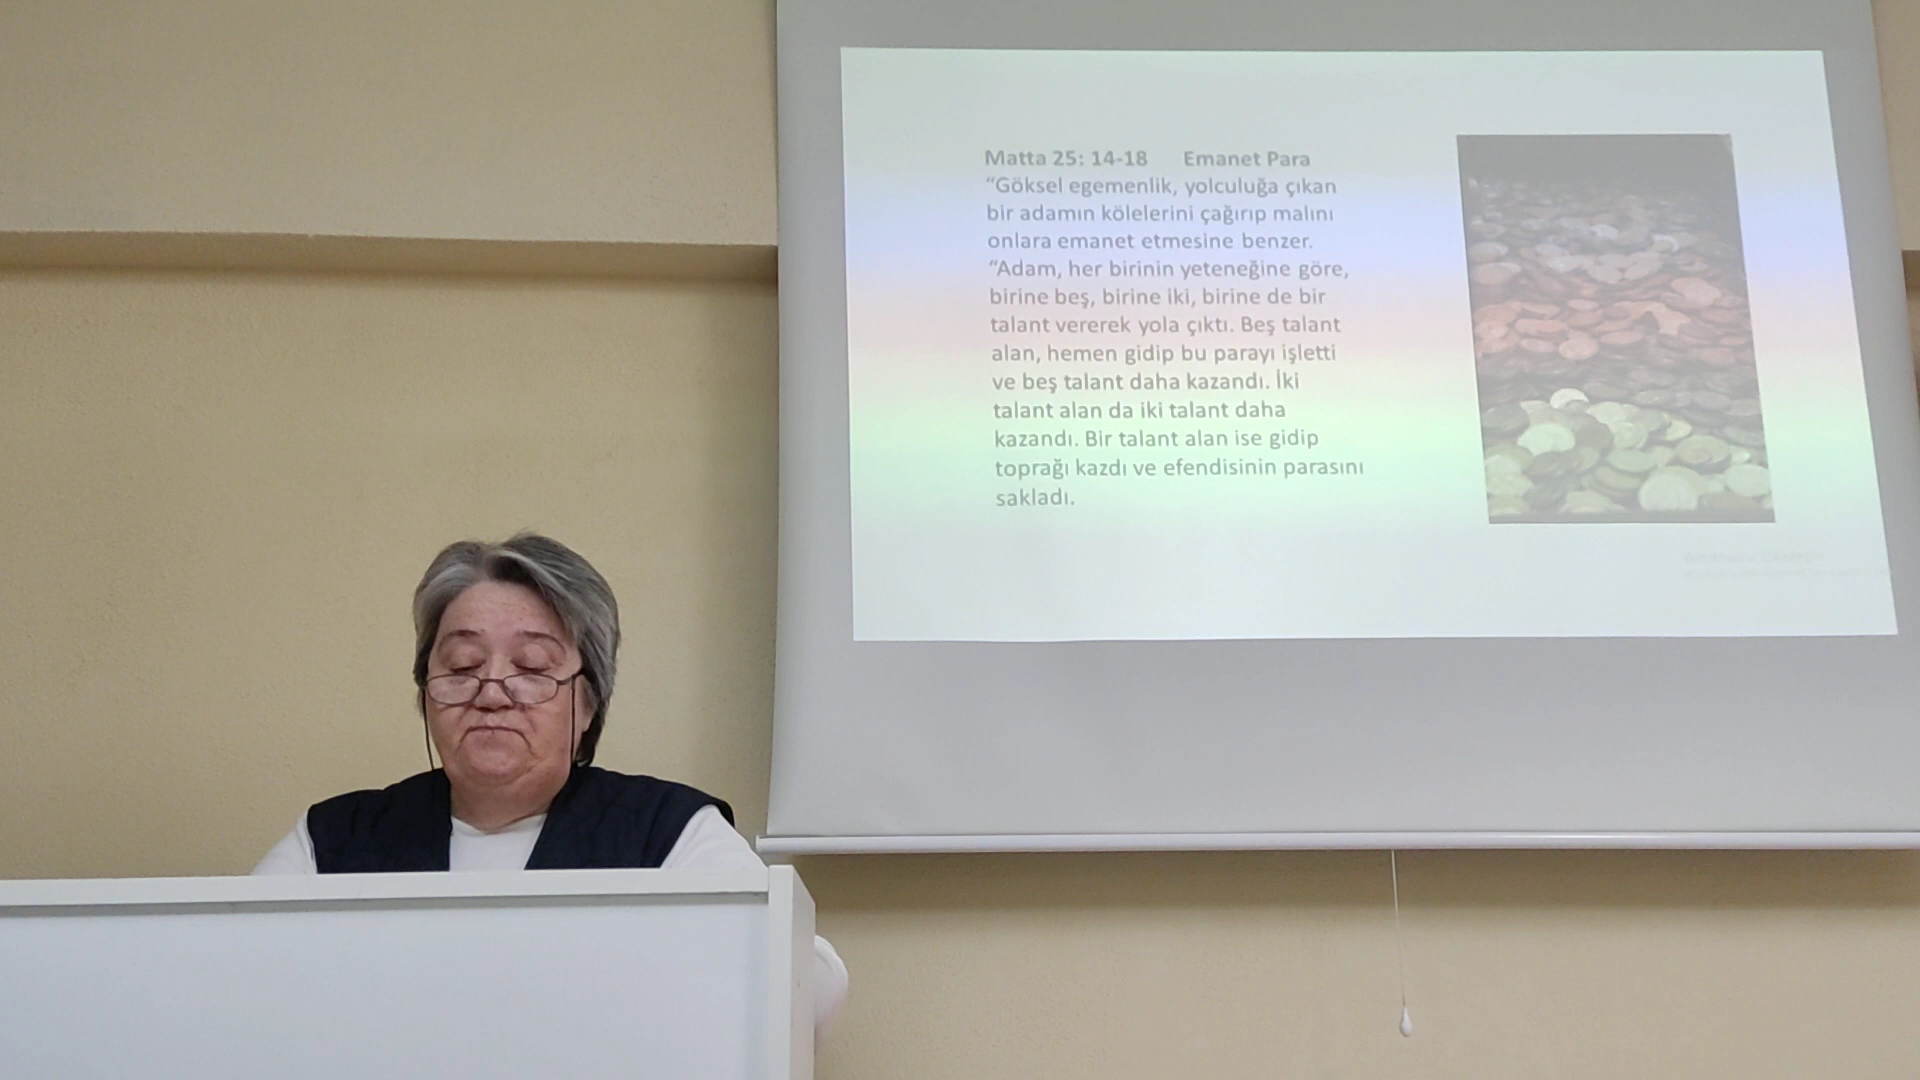 Matta 25: 14-18 Emanet Para
“Göksel egemenlik, yolculuğa çıkan
bir adamın kölelerini çağırıp malını
onlara emanet etmesine benzer.
“Adam, her birinin yeteneğine göre,
birine beş, birine iki, birine de bir
talant vererek yola çıktı. Beş talant
alan, hemen gidip bu parayı işletti
ve beş talant daha kazandı. İki
talant alan da iki talant daha
kazandı. Bir talant alan ise gidip
toprağı kazdı ve efendisinin parasını
sakladı.